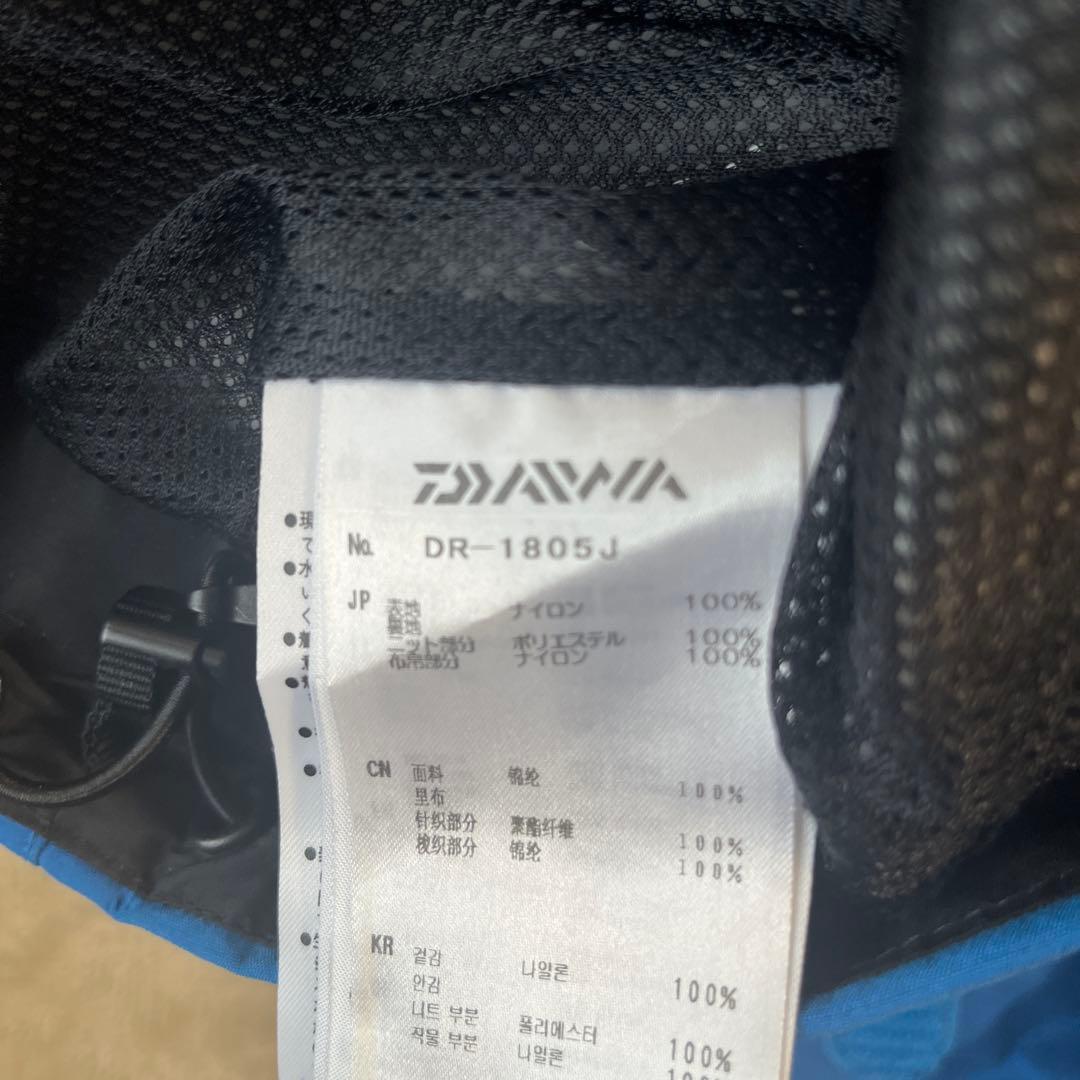 DAIWA
No. DR-1805J
JP 表地 ナイロン 100%
裏地
ニット部分 ポリエステル 100%
布帛部分 ナイロン 100%
CN 面料 锦纶 100%
里布
针织部分 聚酯纤维 100%
梭织部分 锦纶 100%
KR 겉감 나일론 100%
안감
니트 부분 폴리에스터 100%
직물 부분 나일론 100%